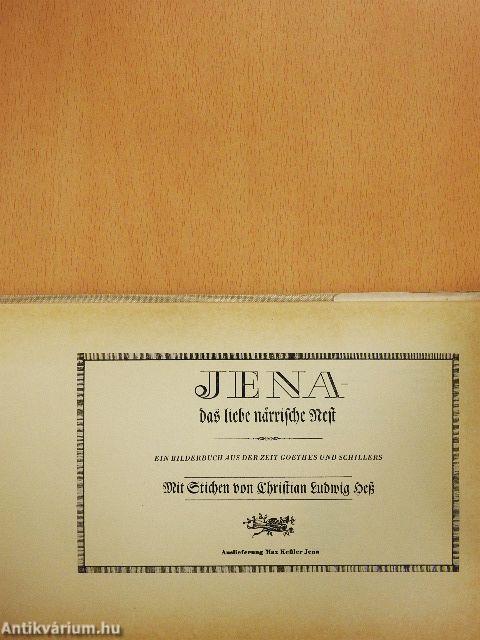 JENA-
das liebe närrische Nest
EIN BILDERBUCH AUS DER ZEIT GOETHES UND SCHILLERS
Mit Stichen von Christian Ludwig Heß
Auslieferung Max Keßler Jena
Antikvárium.hu